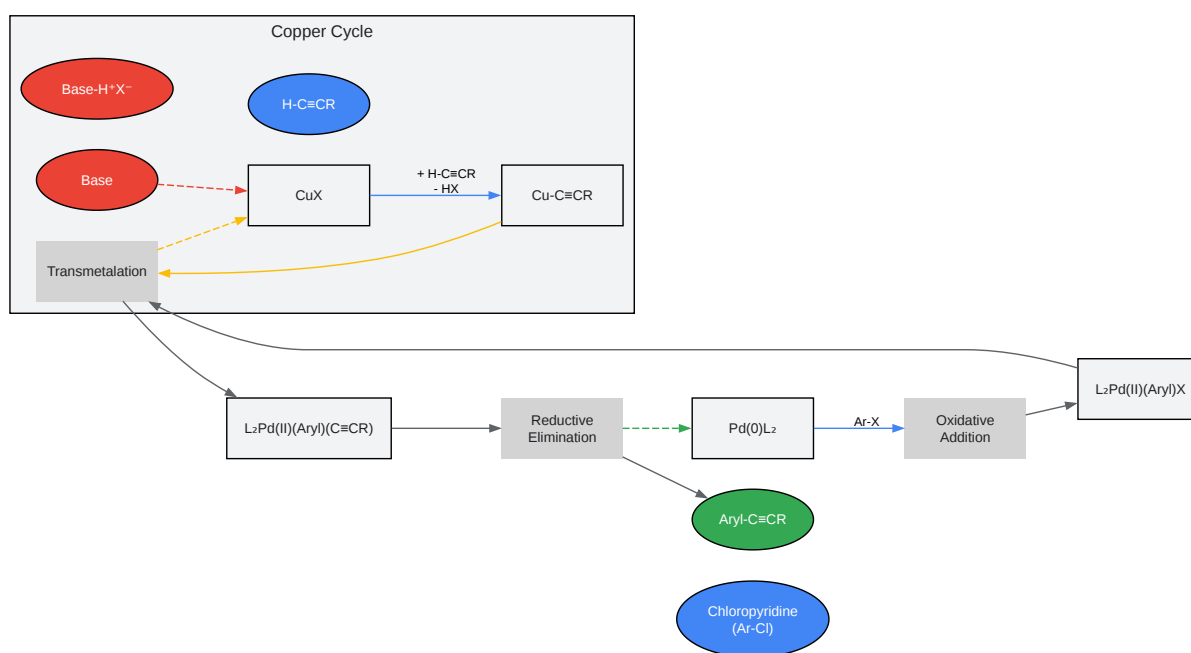 Copper Cycle
Base-H⁺X⁻
H-C≡CR
Base
CuX
+ H-C≡CR
- HX
Cu-C≡CR
Transmetalation
L₂Pd(II)(Aryl)X
L₂Pd(II)(Aryl)(C≡CR)
Reductive
Elimination
Pd(0)L₂
Ar-X
Oxidative
Addition
Aryl-C≡CR
Chloropyridine
(Ar-Cl)